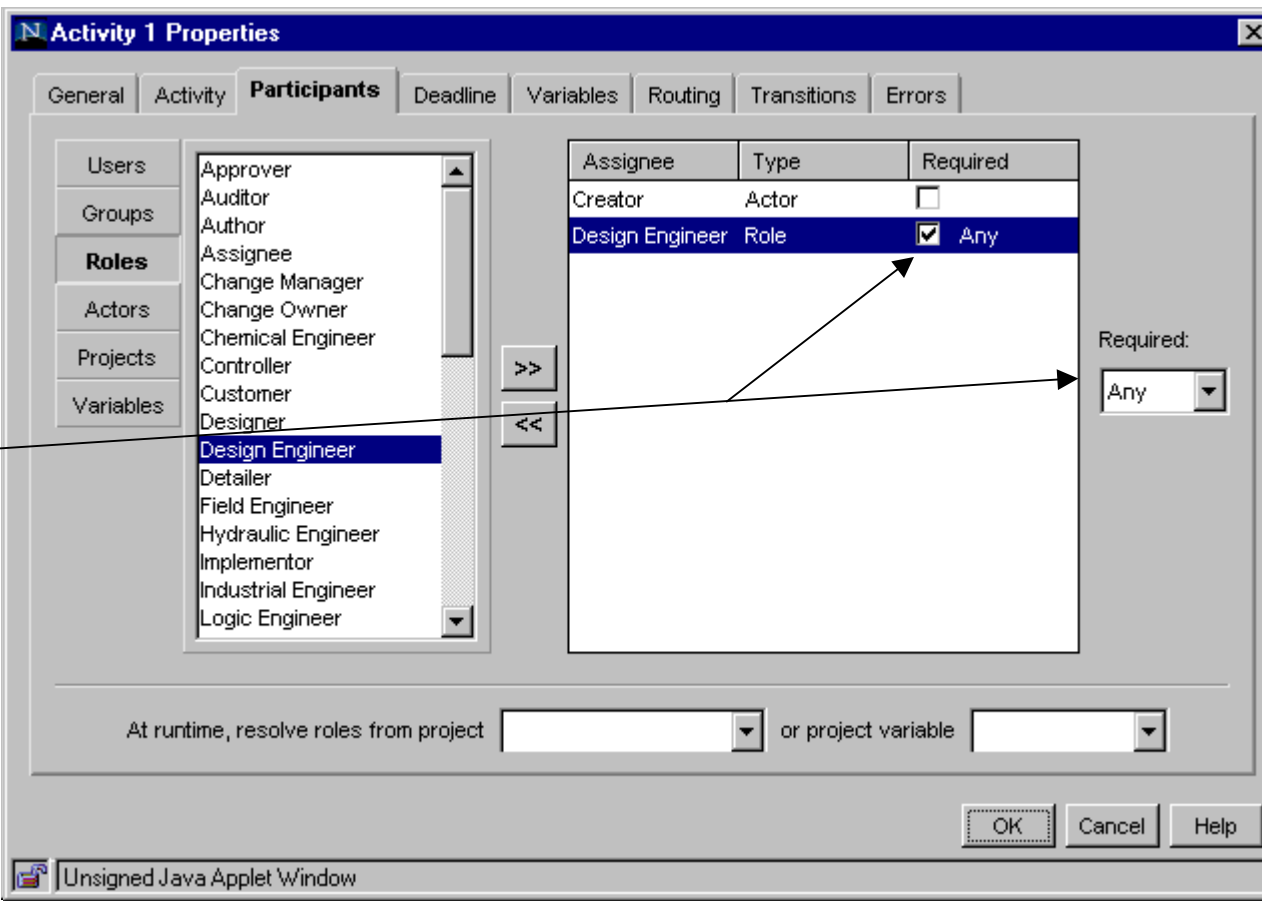 N Activity 1 Properties
General Activity Participants Deadline Variables Routing Transitions Errors
Users
Groups
Roles
Actors
Projects
Variables
Approver
Auditor
Author
Assignee
Change Manager
Change Owner
Chemical Engineer
Controller
Customer
Designer
Design Engineer
Detailer
Field Engineer
Hydraulic Engineer
Implementor
Industrial Engineer
Logic Engineer
>>
<<
Assignee Type Required
Creator Actor
Design Engineer Role Any
Required:
Any
At runtime, resolve roles from project or project variable
OK Cancel Help
Unsigned Java Applet Window